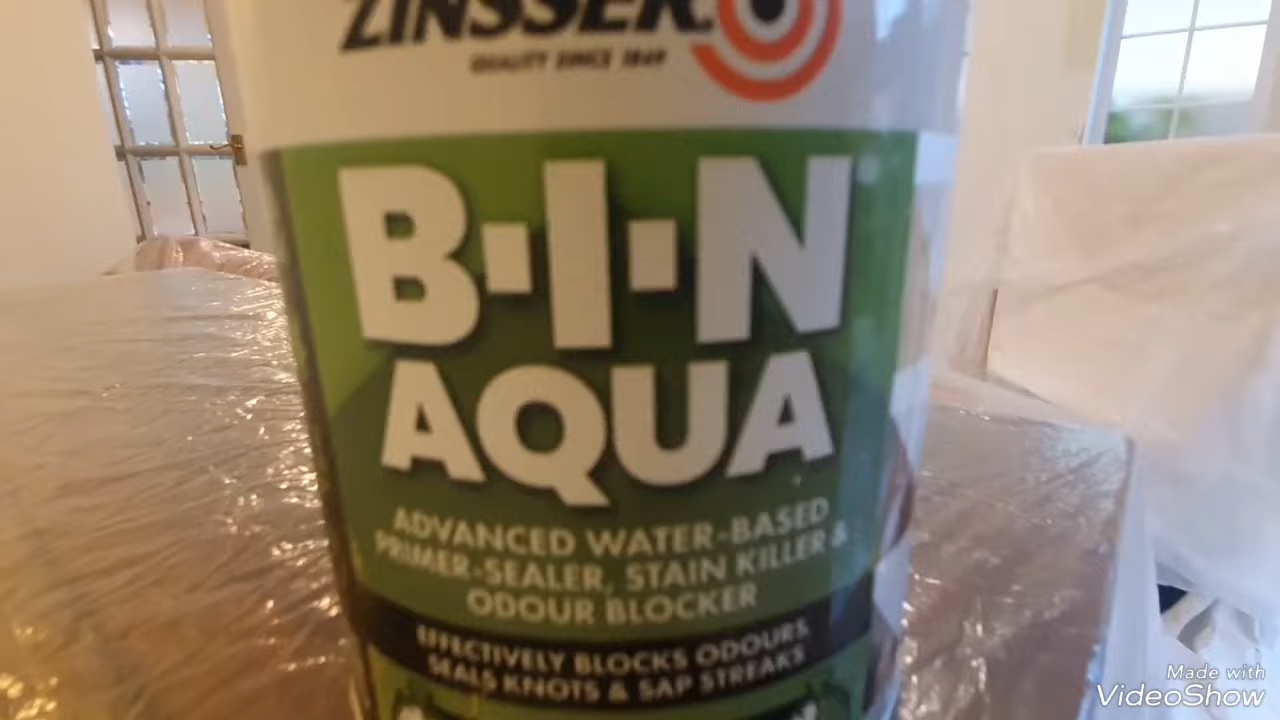 ZINSSER
QUALITY SINCE 1849
B·I·N
AQUA
ADVANCED WATER-BASED
PRIMER-SEALER, STAIN KILLER &
ODOUR BLOCKER
EFFECTIVELY BLOCKS ODOURS,
SEALS KNOTS & SAP STREAKS
Made with
VideoShow